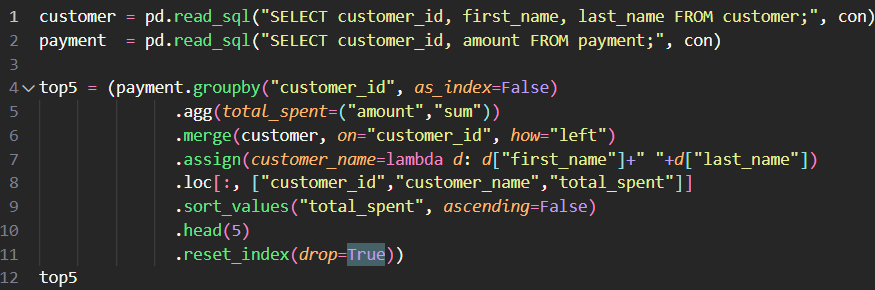 1 customer = pd.read_sql("SELECT customer_id, first_name, last_name FROM customer;", con)
2 payment  = pd.read_sql("SELECT customer_id, amount FROM payment;", con)
3
4 top5 = (payment.groupby("customer_id", as_index=False)
5              .agg(total_spent=("amount","sum"))
6              .merge(customer, on="customer_id", how="left")
7              .assign(customer_name=lambda d: d["first_name"]+" "+d["last_name"])
8              .loc[:, ["customer_id","customer_name","total_spent"]]
9              .sort_values("total_spent", ascending=False)
10              .head(5)
11              .reset_index(drop=True))
12 top5